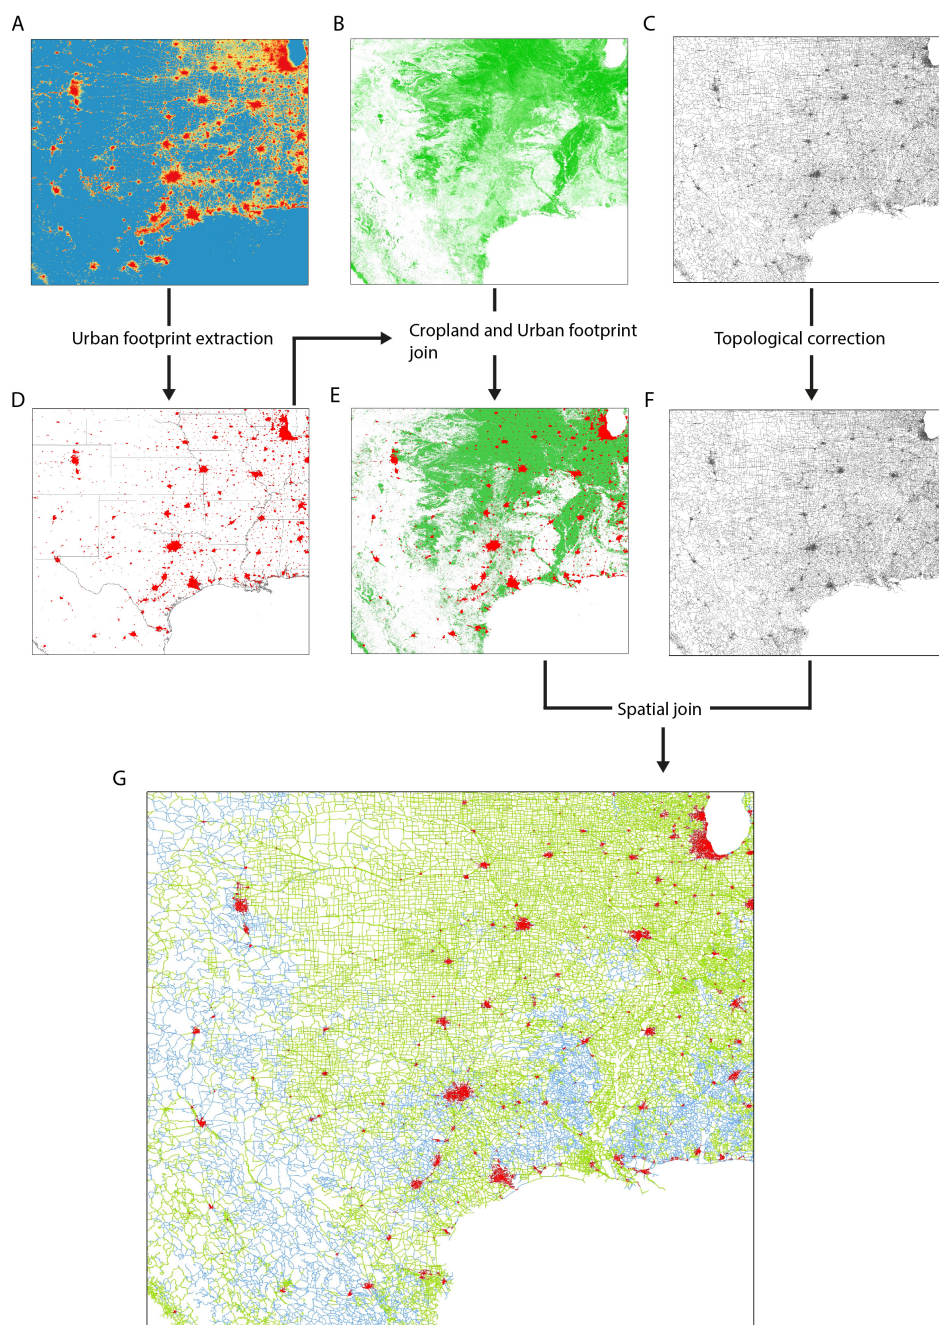 A
B
C
Urban footprint extraction
Cropland and Urban footprint
join
Topological correction
D
E
F
Spatial join
G